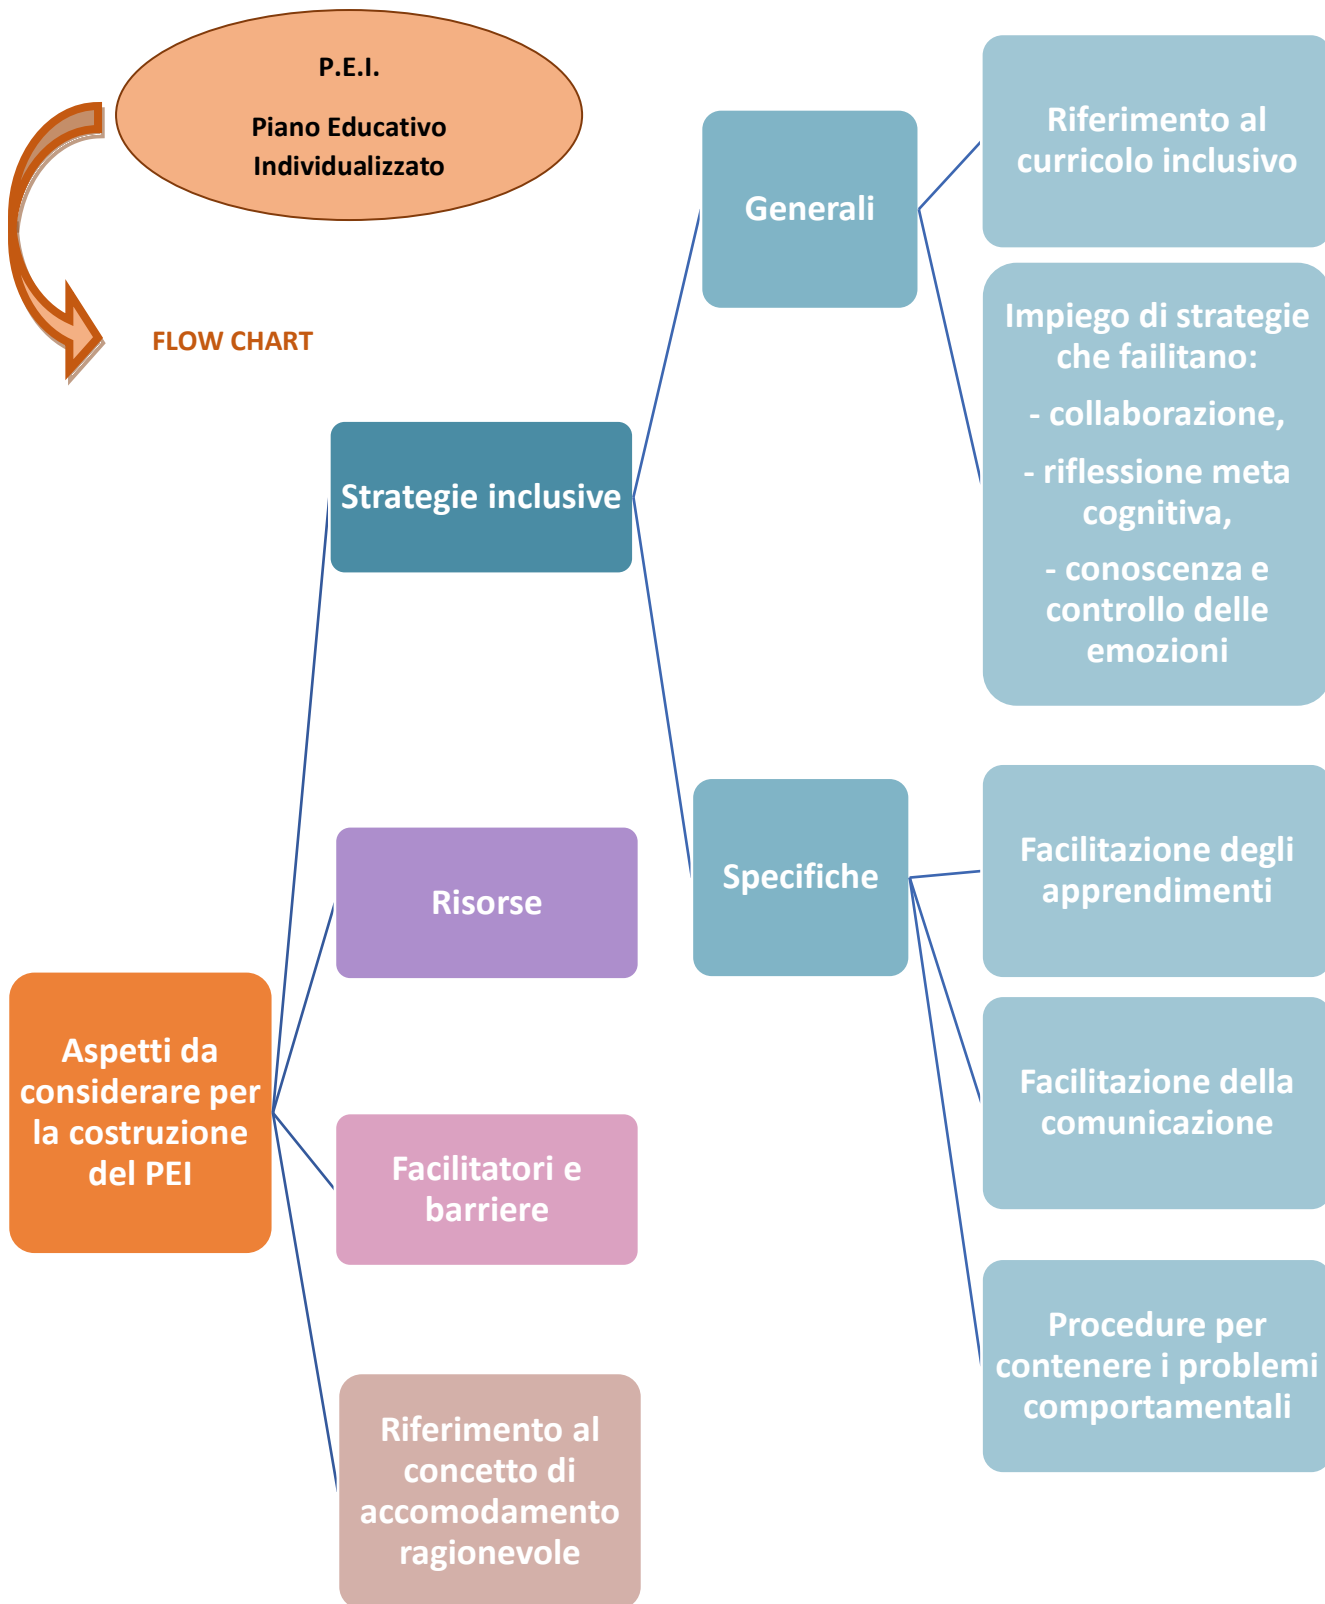 P.E.I.
Piano Educativo
Individualizzato
FLOW CHART
Aspetti da
considerare per
la costruzione
del PEI
Strategie inclusive
Generali
Riferimento al
curricolo inclusivo
Impiego di strategie
che failitano:
- collaborazione,
- riflessione meta
cognitiva,
- conoscenza e
controllo delle
emozioni
Specifiche
Facilitazione degli
apprendimenti
Facilitazione della
comunicazione
Procedure per
contenere i problemi
comportamentali
Risorse
Facilitatori e
barriere
Riferimento al
concetto di
accomodamento
ragionevole